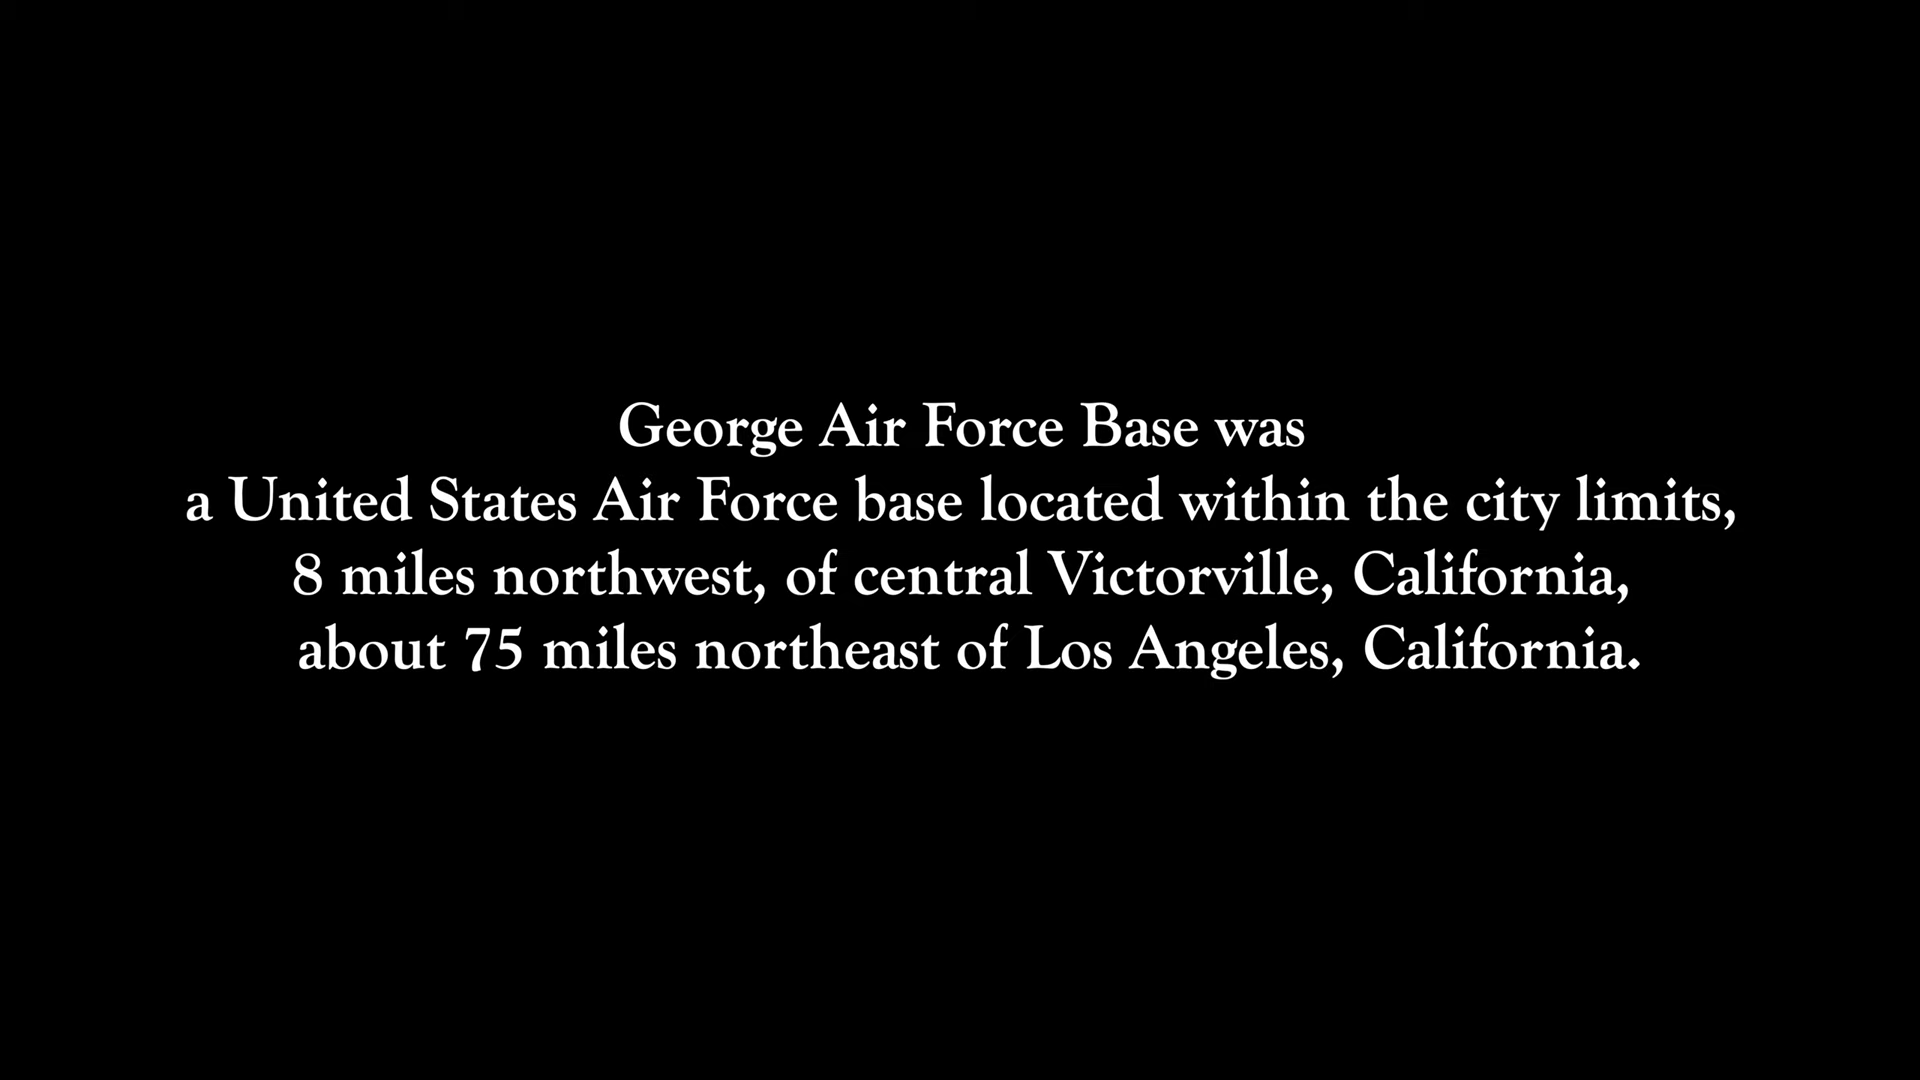 George Air Force Base was
a United States Air Force base located within the city limits,
8 miles northwest, of central Victorville, California,
about 75 miles northeast of Los Angeles, California.